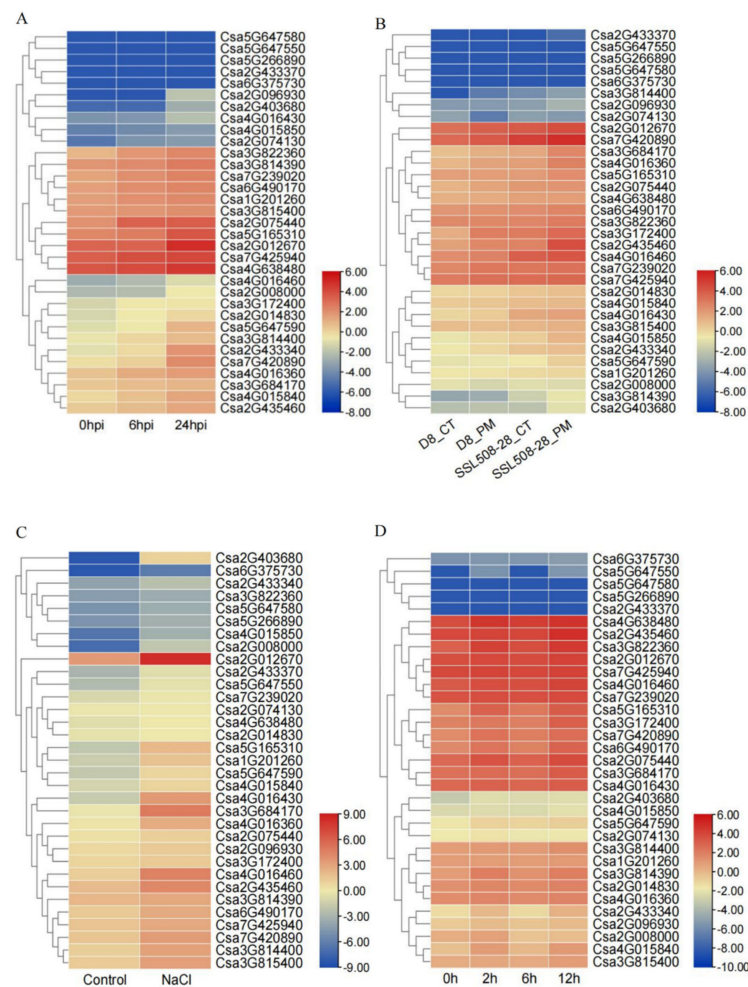 A
Csa5G647580
Csa5G647550
Csa5G266890
Csa2G433370
Csa6G375730
Csa2G096930
Csa2G403680
Csa4G016430
Csa4G015850
Csa2G074130
Csa3G822360
Csa3G814390
Csa7G239020
Csa6G490170
Csa1G201260
Csa3G815400
Csa2G075440
Csa5G165310
Csa2G012670
Csa7G425940
Csa4G638480
Csa4G016460
Csa2G008000
Csa3G172400
Csa2G014830
Csa5G647590
Csa3G814400
Csa2G433340
Csa7G420890
Csa4G016360
Csa3G684170
Csa4G015840
Csa2G435460
0hpi 6hpi 24hpi
6.00
4.00
2.00
0.00
-2.00
-4.00
-6.00
-8.00
B
Csa2G433370
Csa5G647550
Csa5G266890
Csa5G647580
Csa6G375730
Csa3G814400
Csa2G096930
Csa2G074130
Csa2G012670
Csa7G420890
Csa3G684170
Csa4G016360
Csa5G165310
Csa2G075440
Csa4G638480
Csa6G490170
Csa3G822360
Csa3G172400
Csa2G435460
Csa4G016460
Csa7G239020
Csa7G425940
Csa2G014830
Csa4G015840
Csa4G016430
Csa3G815400
Csa4G015850
Csa2G433340
Csa5G647590
Csa1G201260
Csa2G008000
Csa3G814390
Csa2G403680
D8_CT D8_PM SSL508-28_CT SSL508-28_PM
6.00
4.00
2.00
0.00
-2.00
-4.00
-6.00
-8.00
C
Csa2G403680
Csa6G375730
Csa2G433340
Csa3G822360
Csa5G647580
Csa5G266890
Csa4G015850
Csa2G008000
Csa2G012670
Csa2G433370
Csa5G647550
Csa7G239020
Csa2G074130
Csa4G638480
Csa2G014830
Csa5G165310
Csa1G201260
Csa5G647590
Csa4G015840
Csa4G016430
Csa3G684170
Csa4G016360
Csa2G075440
Csa2G096930
Csa3G172400
Csa4G016460
Csa2G435460
Csa3G814390
Csa6G490170
Csa7G425940
Csa7G420890
Csa3G814400
Csa3G815400
Control NaCl
9.00
6.00
3.00
0.00
-3.00
-6.00
-9.00
D
Csa6G375730
Csa5G647550
Csa5G647580
Csa5G266890
Csa2G433370
Csa4G638480
Csa2G435460
Csa3G822360
Csa2G012670
Csa7G425940
Csa4G016460
Csa7G239020
Csa5G165310
Csa3G172400
Csa7G420890
Csa6G490170
Csa2G075440
Csa3G684170
Csa4G016430
Csa2G403680
Csa4G015850
Csa5G647590
Csa2G074130
Csa3G814400
Csa1G201260
Csa3G814390
Csa2G014830
Csa4G016360
Csa2G433340
Csa2G096930
Csa2G008000
Csa4G015840
Csa3G815400
0h 2h 6h 12h
6.00
4.00
2.00
0.00
-2.00
-4.00
-6.00
-8.00
-10.00